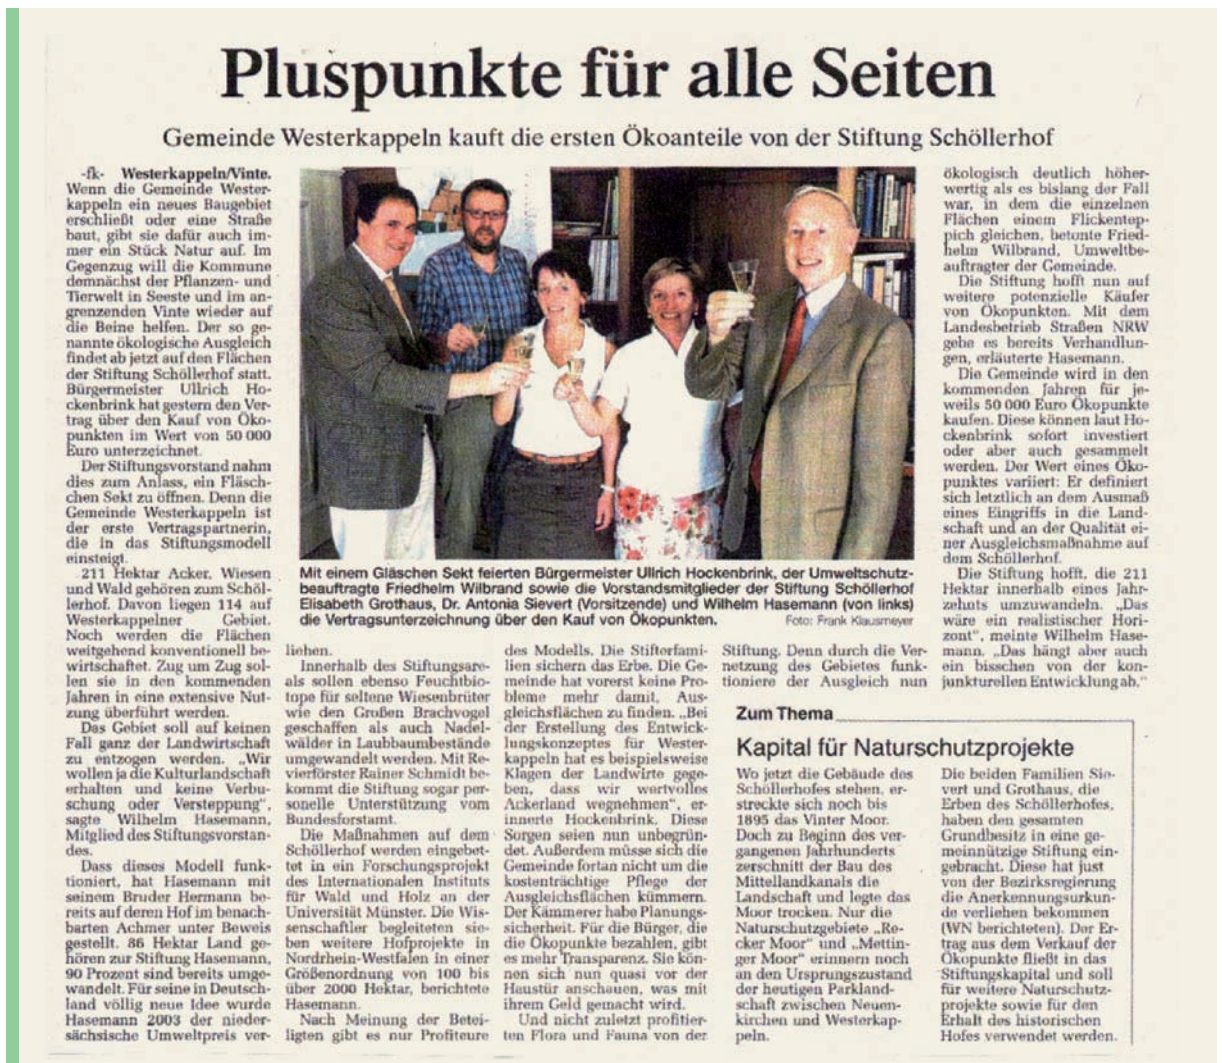 Pluspunkte für alle Seiten
Gemeinde Westerkappeln kauft die ersten Ökoanteile von der Stiftung Schöllerhof
-fk- Westerkappeln/Vinte.
Wenn die Gemeinde Wester-
kappeln ein neues Baugebiet
erschließt oder eine Straße
baut, gibt sie dafür auch im-
mer ein Stück Natur auf. Im
Gegenzug will die Kommune
demnächst der Pflanzen- und
Tierwelt in Seeste und im an-
grenzenden Vinte wieder auf
die Beine helfen. Der so ge-
nannte ökologische Ausgleich
findet ab jetzt auf den Flächen
der Stiftung Schöllerhof statt.
Bürgermeister Ullrich Ho-
ckenbrink hat gestern den Ver-
trag über den Kauf von Öko-
punkten im Wert von 50 000
Euro unterzeichnet.
Der Stiftungsvorstand nahm
dies zum Anlass, ein Fläsch-
chen Sekt zu öffnen. Denn die
Gemeinde Westerkappeln ist
der erste Vertragspartnerin,
die in das Stiftungsmodell
einsteigt.
211 Hektar Acker, Wiesen
und Wald gehören zum Schöl-
lerhof. Davon liegen 114 auf
Westerkappelner Gebiet.
Noch werden die Flächen
weitgehend konventionell be-
wirtschaftet. Zug um Zug sol-
len sie in den kommenden
Jahren in eine extensive Nut-
zung überführt werden.
Das Gebiet soll auf keinen
Fall ganz der Landwirtschaft
zu entzogen werden. „Wir
wollen ja die Kulturlandschaft
erhalten und keine Verbu-
schung oder Versteppung“,
sagte Wilhelm Hasemann,
Mitglied des Stiftungsvorstan-
des.
Dass dieses Modell funk-
tioniert, hat Hasemann mit
seinem Bruder Hermann be-
reits auf deren Hof im benach-
barten Achmer unter Beweis
gestellt. 86 Hektar Land ge-
hören zur Stiftung Hasemann,
90 Prozent sind bereits umge-
wandelt. Für seine in Deutsch-
land völlig neue Idee wurde
Hasemann 2003 der nieder-
sächsische Umweltpreis ver-
Mit einem Gläschen Sekt feierten Bürgermeister Ullrich Hockenbrink, der Umweltschutz-
beauftragte Friedhelm Wilbrand sowie die Vorstandsmitglieder der Stiftung Schöllerhof
Elisabeth Grothaus, Dr. Antonia Sievert (Vorsitzende) und Wilhelm Hasemann (von links)
die Vertragsunterzeichnung über den Kauf von Ökopunkten. Foto: Frank Klausmeyer
liehen.
Innerhalb des Stiftungsare-
als sollen ebenso Feuchtbio-
tope für seltene Wiesenbrüter
wie den Großen Brachvogel
geschaffen als auch Nadel-
wälder in Laubbaumbestände
umgewandelt werden. Mit Re-
vierförster Rainer Schmidt be-
kommt die Stiftung sogar per-
sonelle Unterstützung vom
Bundesforstamt.
Die Maßnahmen auf dem
Schöllerhof werden eingebet-
tet in ein Forschungsprojekt
des Internationalen Instituts
für Wald und Holz an der
Universität Münster. Die Wis-
senschaftler begleiteten sie-
ben weitere Hofprojekte in
Nordrhein-Westfalen in einer
Größenordnung von 100 bis
über 2000 Hektar, berichtete
Hasemann.
Nach Meinung der Betei-
ligten gibt es nur Profiteure
des Modells. Die Stifterfami-
lien sichern das Erbe. Die Ge-
meinde hat vorerst keine Pro-
bleme mehr damit, Aus-
gleichsflächen zu finden. „Bei
der Erstellung des Entwick-
lungskonzeptes für Wester-
kappeln hat es beispielsweise
Klagen der Landwirte gege-
ben, dass wir wertvolles
Ackerland wegnehmen“, er-
innerte Hockenbrink. Diese
Sorgen seien nun unbegrün-
det. Außerdem müsse sich die
Gemeinde fortan nicht um die
kostenträchtige Pflege der
Ausgleichsflächen kümmern.
Der Kämmerer habe Planungs-
sicherheit. Für die Bürger, die
die Ökopunkte bezahlen, gibt
es mehr Transparenz. Sie kön-
nen sich nun quasi vor der
Haustür anschauen, was mit
ihrem Geld gemacht wird.
Und nicht zuletzt profitier-
ten Flora und Fauna von der
Stiftung. Denn durch die Ver-
netzung des Gebietes funk-
tioniere der Ausgleich nun
ökologisch deutlich höher-
wertig als es bislang der Fall
war, in dem die einzelnen
Flächen einem Flickentep-
pich gleichen, betonte Fried-
helm Wilbrand, Umweltbe-
auftragter der Gemeinde.
Die Stiftung hofft nun auf
weitere potenzielle Käufer
von Ökopunkten. Mit dem
Landesbetrieb Straßen NRW
gebe es bereits Verhandlun-
gen, erläuterte Hasemann.
Die Gemeinde wird in den
kommenden Jahren für je-
weils 50 000 Euro Ökopunkte
kaufen. Diese können laut Ho-
ckenbrink sofort investiert
oder aber auch gesammelt
werden. Der Wert eines Öko-
punktes variiert: Er definiert
sich letztlich an dem Ausmaß
eines Eingriffs in die Land-
schaft und an der Qualität ei-
ner Ausgleichsmaßnahme auf
dem Schöllerhof.
Die Stiftung hofft, die 211
Hektar innerhalb eines Jahr-
zehnts umzuwandeln. „Das
wäre ein realistischer Hori-
zont“, meinte Wilhelm Hase-
mann. „Das hängt aber auch
ein bisschen von der kon-
junkturellen Entwicklung ab.“
Zum Thema
Kapital für Naturschutzprojekte
Wo jetzt die Gebäude des
Schöllerhofes stehen, er-
streckte sich noch bis
1895 das Vinter Moor.
Doch zu Beginn des ver-
gangenen Jahrhunderts
zerschnitt der Bau des
Mittellandkanals die
Landschaft und legte das
Moor trocken. Nur die
Naturschutzgebiete „Re-
cker Moor“ und „Mettin-
ger Moor“ erinnern noch
an den Ursprungszustand
der heutigen Parkland-
schaft zwischen Neuen-
kirchen und Westerkap-
peln.
Die beiden Familien Sie-
vert und Grothaus, die
Erben des Schöllerhofes,
haben den gesamten
Grundbesitz in eine ge-
meinnützige Stiftung ein-
gebracht. Diese hat just
von der Bezirksregierung
die Anerkennungsurkun-
de verliehen bekommen
(WN berichteten). Der Er-
trag aus dem Verkauf der
Ökopunkte fließt in das
Stiftungskapital und soll
für weitere Naturschutz-
projekte sowie für den
Erhalt des historischen
Hofes verwendet werden.